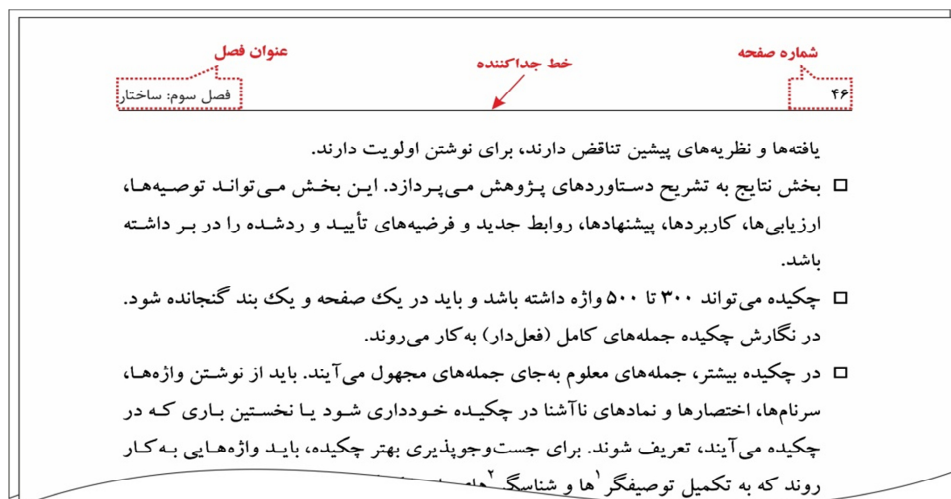 شماره صفحه
خط جداکننده
عنوان فصل
۴۶
فصل سوم: ساختار
یافته‌ها و نظریه‌های پیشین تناقض دارند، برای نوشتن اولویت دارند.
□ بخش نتایج به تشریح دستاوردهای پژوهش می‌پردازد. این بخش می‌تواند توصیه‌ها،
ارزیابی‌ها، کاربردها، پیشنهادها، روابط جدید و فرضیه‌های تأیید و ردشده را در بر داشته
باشد.
□ چکیده می‌تواند ۳۰۰ تا ۵۰۰ واژه داشته باشد و باید در یک صفحه و یک بند گنجانده شود.
در نگارش چکیده جمله‌های کامل (فعل‌دار) به‌کار می‌روند.
□ در چکیده بیشتر، جمله‌های معلوم به‌جای جمله‌های مجهول می‌آیند. باید از نوشتن واژه‌ها،
سرنام‌ها، اختصارها و نمادهای ناآشنا در چکیده خودداری شود یا نخستین باری که در
چکیده می‌آیند، تعریف شوند. برای جست‌وجوپذیری بهتر چکیده، باید واژه‌هایی به‌کار
روند که به تکمیل توصیفگر۱ها و شناسگر۲های